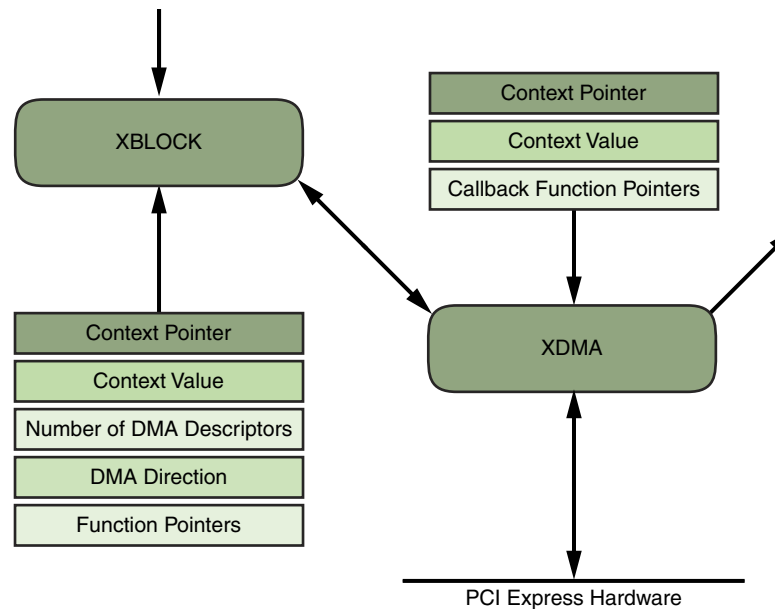 XBLOCK
Context Pointer
Context Value
Callback Function Pointers
Context Pointer
Context Value
Number of DMA Descriptors
DMA Direction
Function Pointers
XDMA
PCI Express Hardware